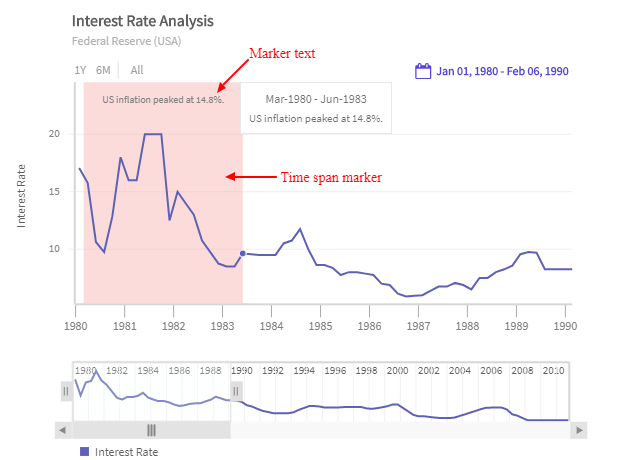 Interest Rate Analysis
Federal Reserve (USA)
Marker text
1Y 6M All
Jan 01, 1980 - Feb 06, 1990
US inflation peaked at 14.8%.
Mar-1980 - Jun-1983
US inflation peaked at 14.8%.
Time span marker
Interest Rate
20
15
10
1980 1981 1982 1983 1984 1985 1986 1987 1988 1989 1990
1980 1982 1984 1986 1988 1990 1992 1994 1996 1998 2000 2002 2004 2006 2008 2010
Interest Rate